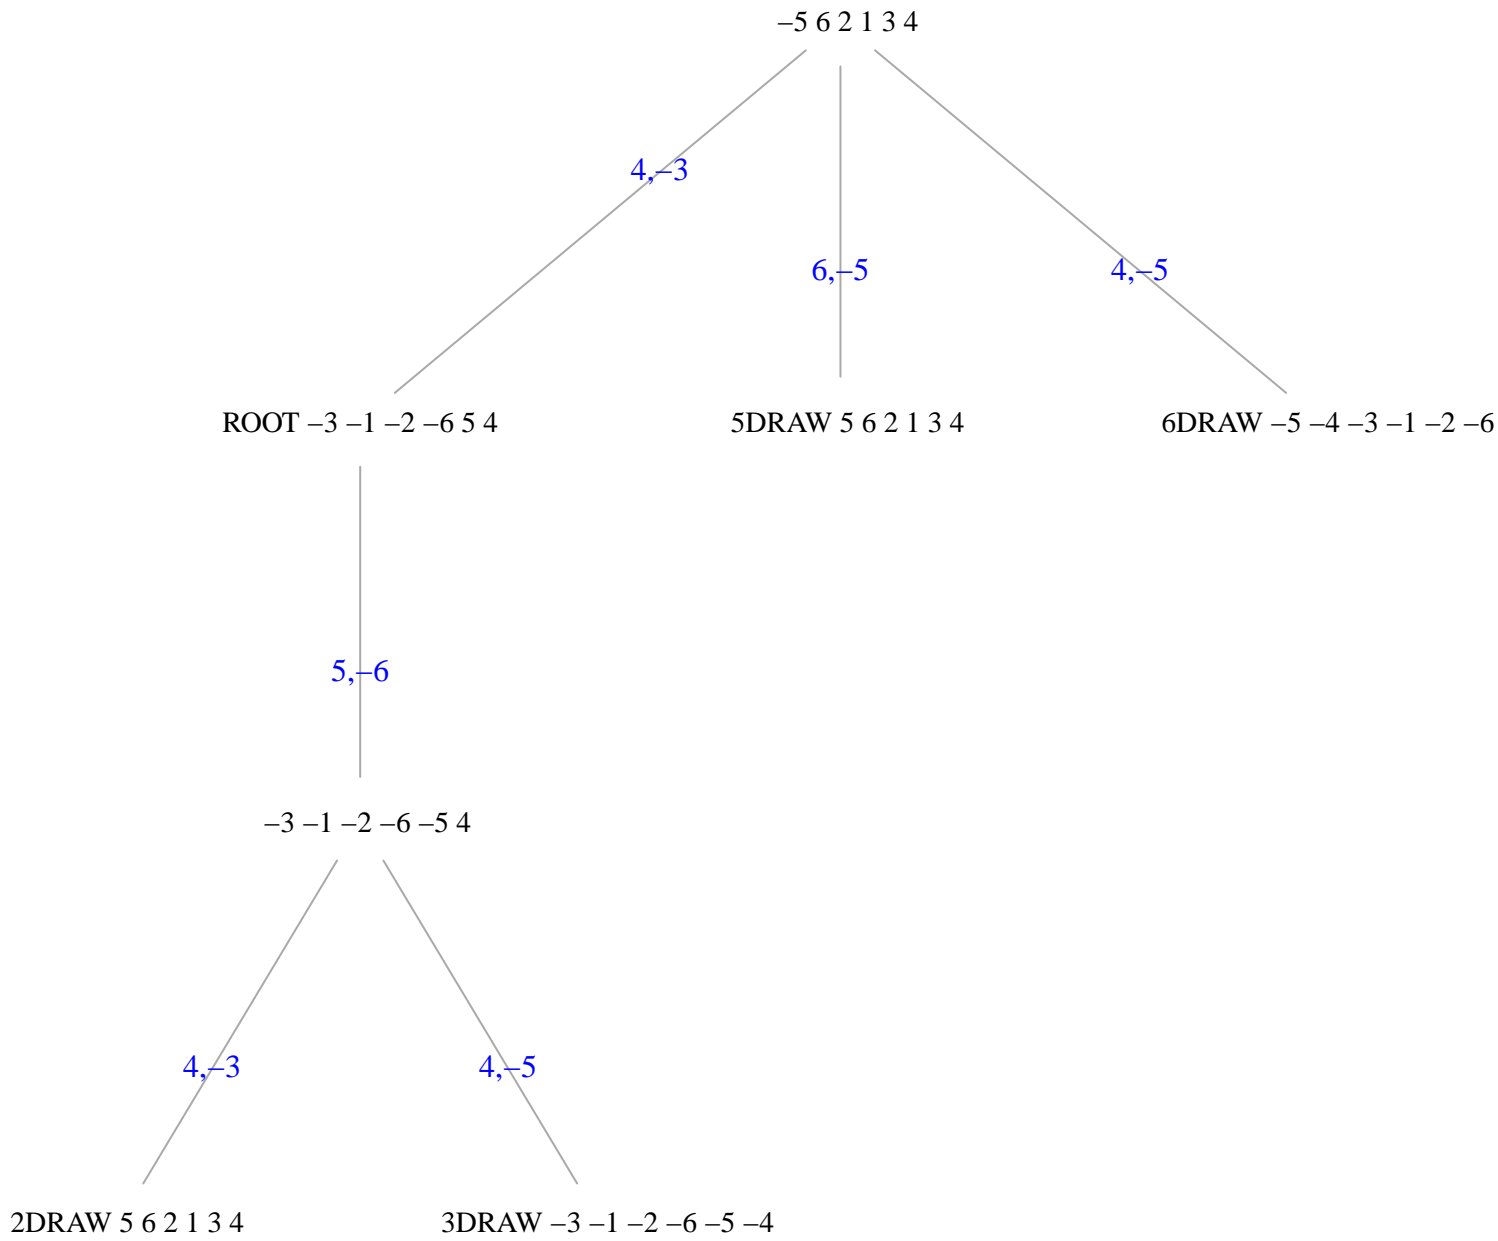 –5 6 2 1 3 4
4,–3
6,–5
4,–5
ROOT –3 –1 –2 –6 5 4
5DRAW 5 6 2 1 3 4
6DRAW –5 –4 –3 –1 –2 –6
5,–6
–3 –1 –2 –6 –5 4
4,–3
4,–5
2DRAW 5 6 2 1 3 4
3DRAW –3 –1 –2 –6 –5 –4